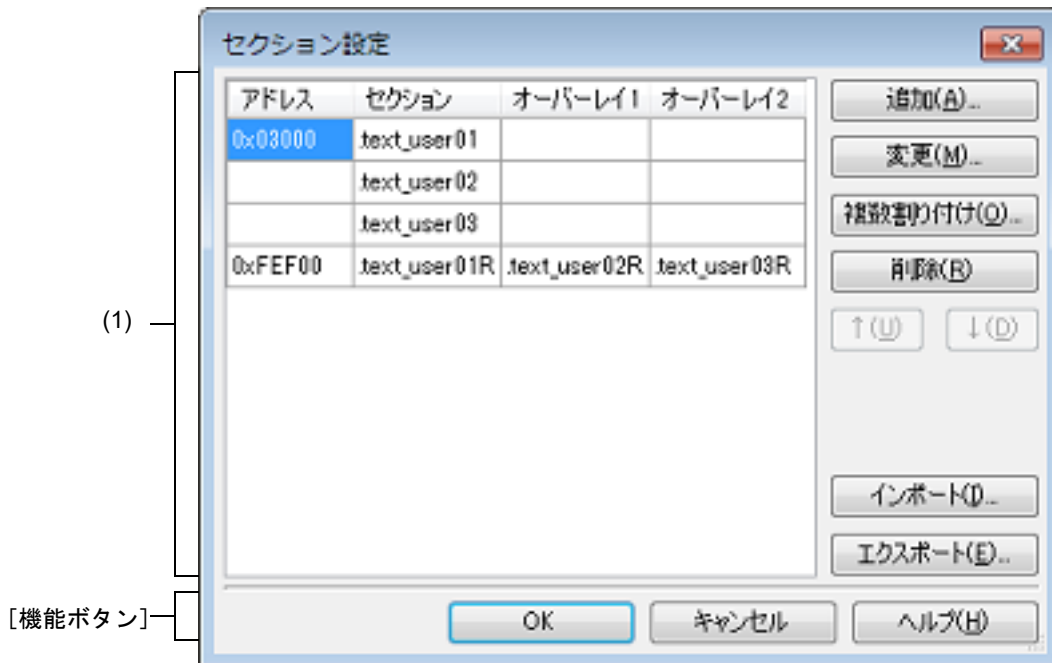 セクション設定
アドレス セクション オーバーレイ1 オーバーレイ2
0x03000 .text_user01
.text_user02
.text_user03
0xFEF00 .text_user01R .text_user02R .text_user03R
追加(A)...
変更(M)...
複数割り付け(O)...
削除(R)
↑(U) ↓(D)
(1)
インポート(I)...
エクスポート(E)...
[機能ボタン]
OK キャンセル ヘルプ(H)